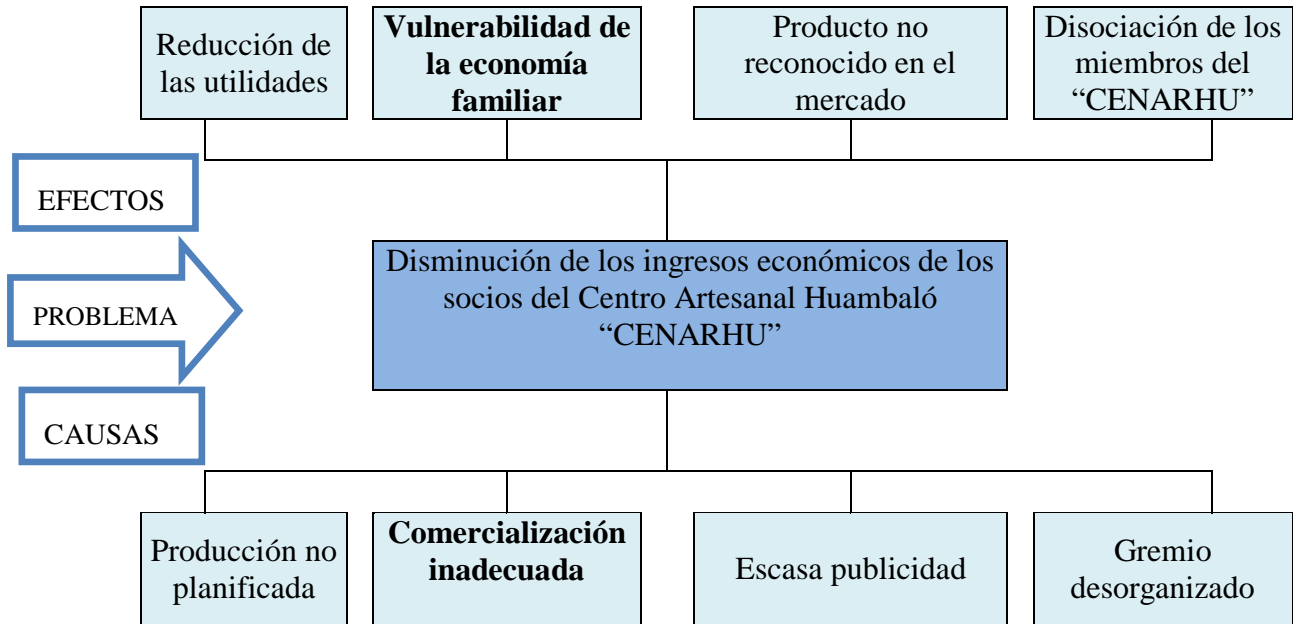 Reducción de
las utilidades
Vulnerabilidad de
la economía
familiar
Producto no
reconocido en el
mercado
Disociación de los
miembros del
“CENARHU”
EFECTOS
Disminución de los ingresos económicos de los
socios del Centro Artesanal Huambaló
“CENARHU”
PROBLEMA
CAUSAS
Producción no
planificada
Comercialización
inadecuada
Escasa publicidad
Gremio
desorganizado